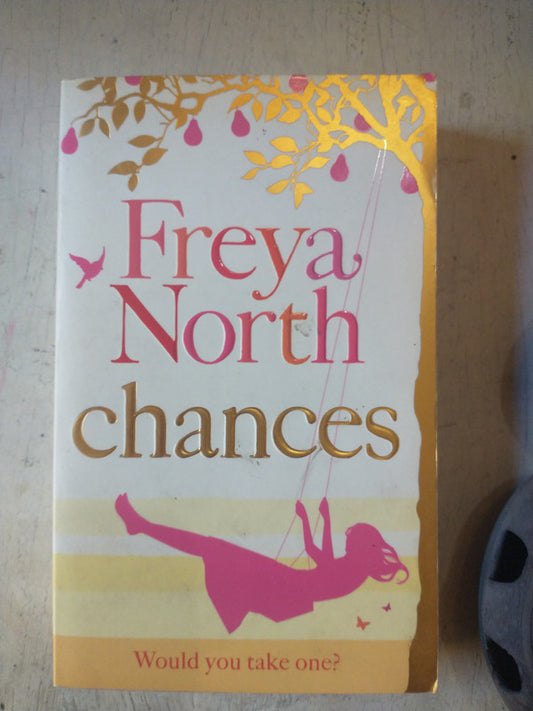 Freya
North
chances
Would you take one?